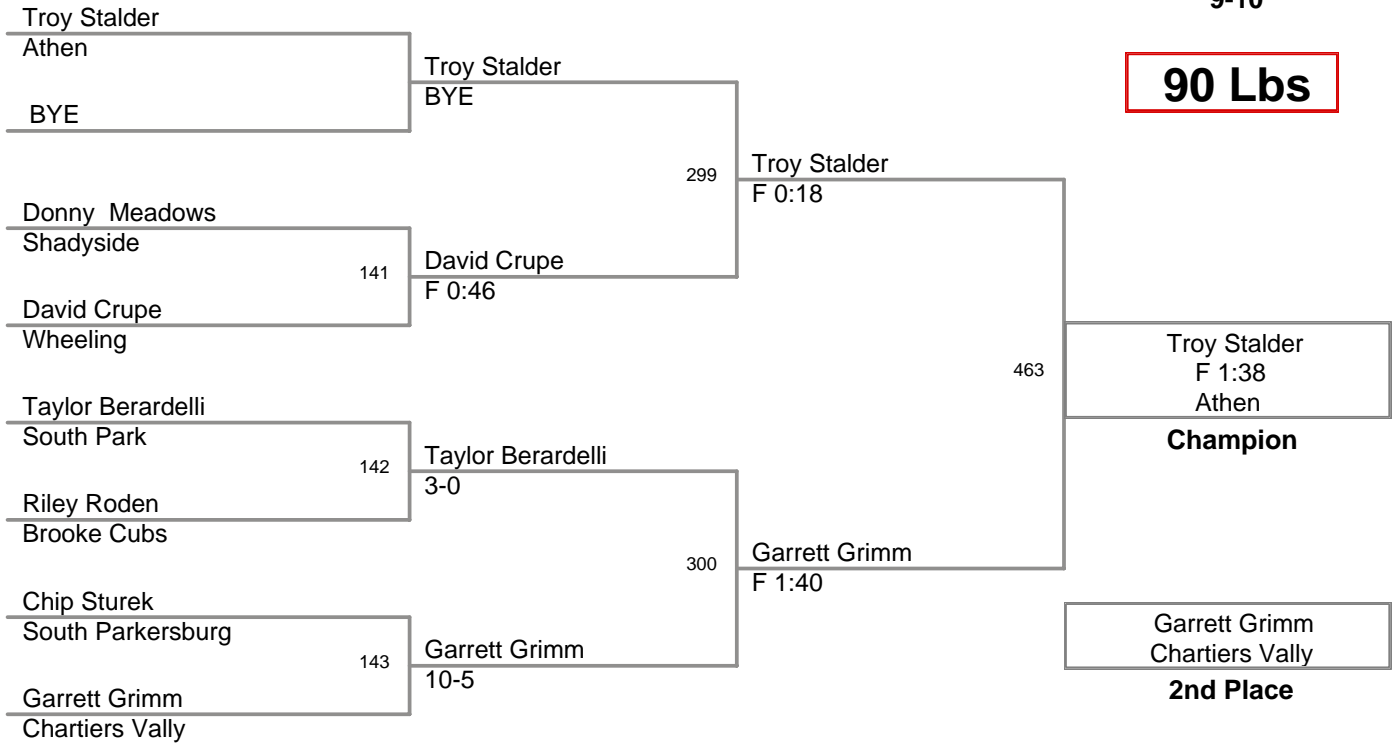 9-10
90 Lbs
Troy Stalder
Athen
BYE
Donny  Meadows
Shadyside
141
David Crupe
Wheeling
Taylor Berardelli
South Park
142
Riley Roden
Brooke Cubs
Chip Sturek
South Parkersburg
143
Garrett Grimm
Chartiers Vally
Troy Stalder
BYE
299
David Crupe
F 0:46
Taylor Berardelli
3-0
300
Garrett Grimm
10-5
Troy Stalder
F 0:18
463
Garrett Grimm
F 1:40
Troy Stalder
F 1:38
Athen
Champion
Garrett Grimm
Chartiers Vally
2nd Place